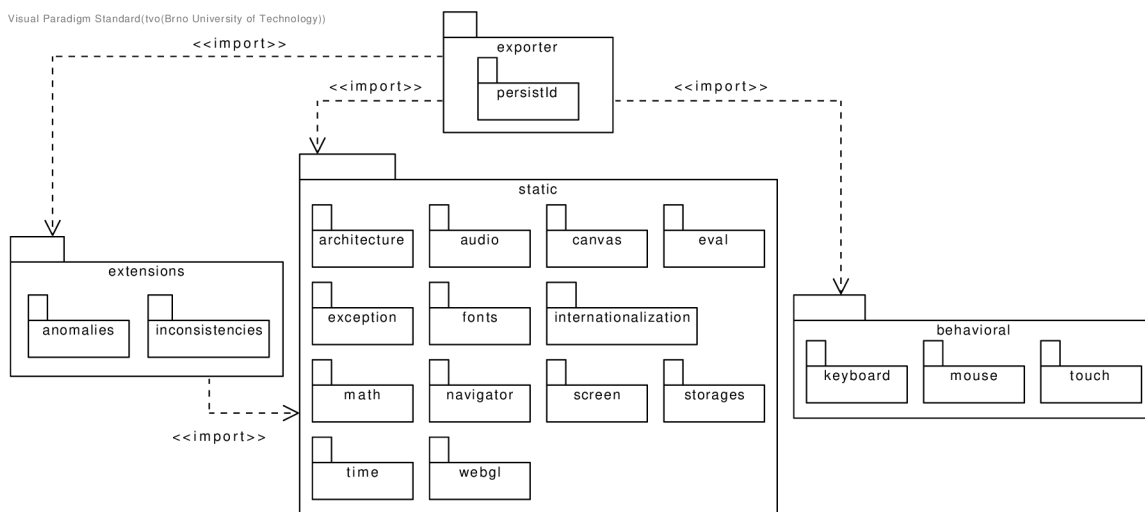 Visual Paradigm Standard(tvo(Brno University of Technology))
<<import>>
exporter
persistId
<<import>>
<<import>>
static
architecture
audio
canvas
eval
extensions
anomalies
inconsistencies
exception
fonts
internationalization
behavioral
keyboard
mouse
touch
math
navigator
screen
storages
<<import>>
time
webgl